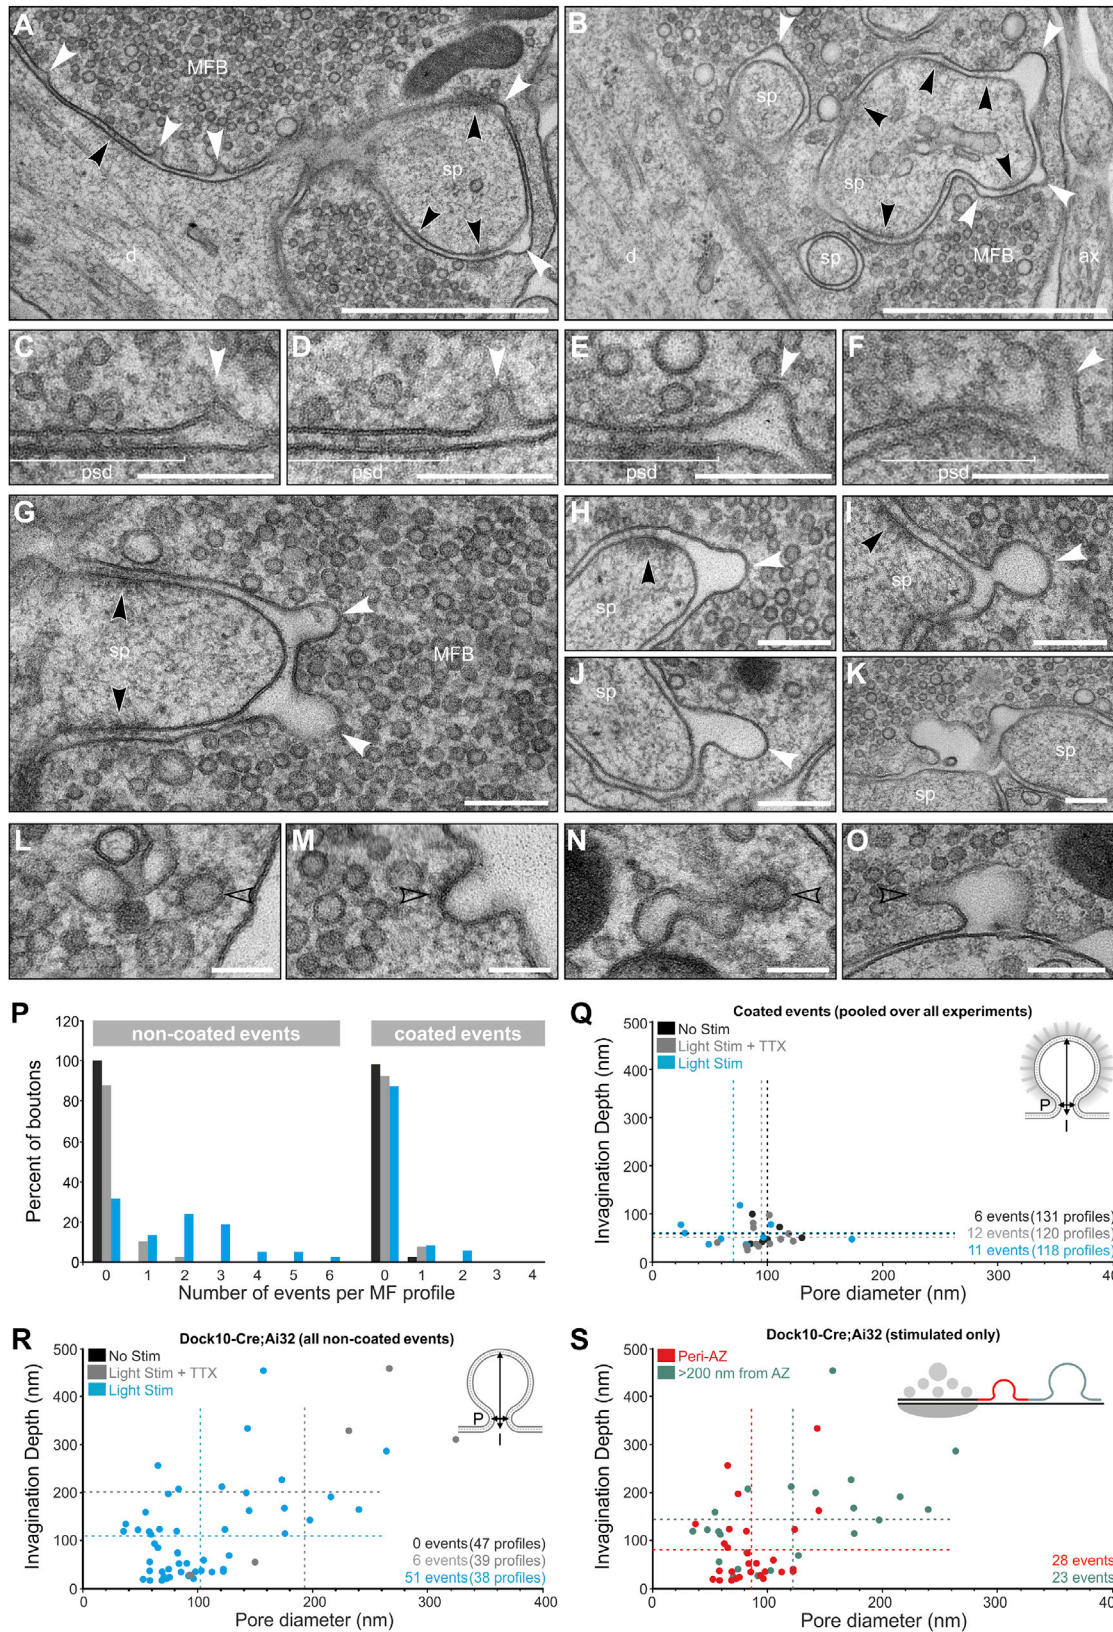 A
MFB
sp
d
B
sp
sp
sp
d
MFB
ax
C
psd
D
psd
E
psd
F
psd
G
sp
MFB
H
sp
I
sp
J
sp
K
sp
sp
L
M
N
O
P
non-coated events
coated events
Percent of boutons
120
100
80
60
40
20
0
0 1 2 3 4 5 6
0 1 2 3 4
Number of events per MF profile
Q
Coated events (pooled over all experiments)
No Stim
Light Stim + TTX
Light Stim
P
I
Invagination Depth (nm)
500
400
300
200
100
0
6 events (131 profiles)
12 events (120 profiles)
11 events (118 profiles)
0 100 200 300 40
Pore diameter (nm)
R
Dock10-Cre;Ai32 (all non-coated events)
No Stim
Light Stim + TTX
Light Stim
P
I
Invagination Depth (nm)
500
400
300
200
100
0
0 events (47 profiles)
6 events (39 profiles)
51 events (38 profiles)
0 100 200 300 400
Pore diameter (nm)
S
Dock10-Cre;Ai32 (stimulated only)
Peri-AZ
>200 nm from AZ
Invagination Depth (nm)
500
400
300
200
100
0
28 events
23 events
0 100 200 300 40
Pore diameter (nm)